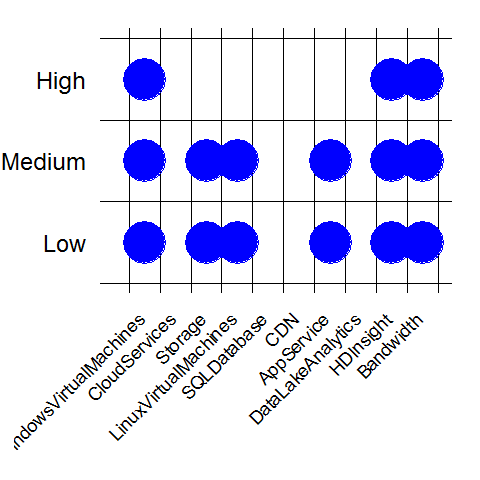 High
Medium
Low
ndowsVirtualMachines
CloudServices
Storage
LinuxVirtualMachines
SQLDatabase
CDN
AppService
DataLakeAnalytics
HDInsight
Bandwidth